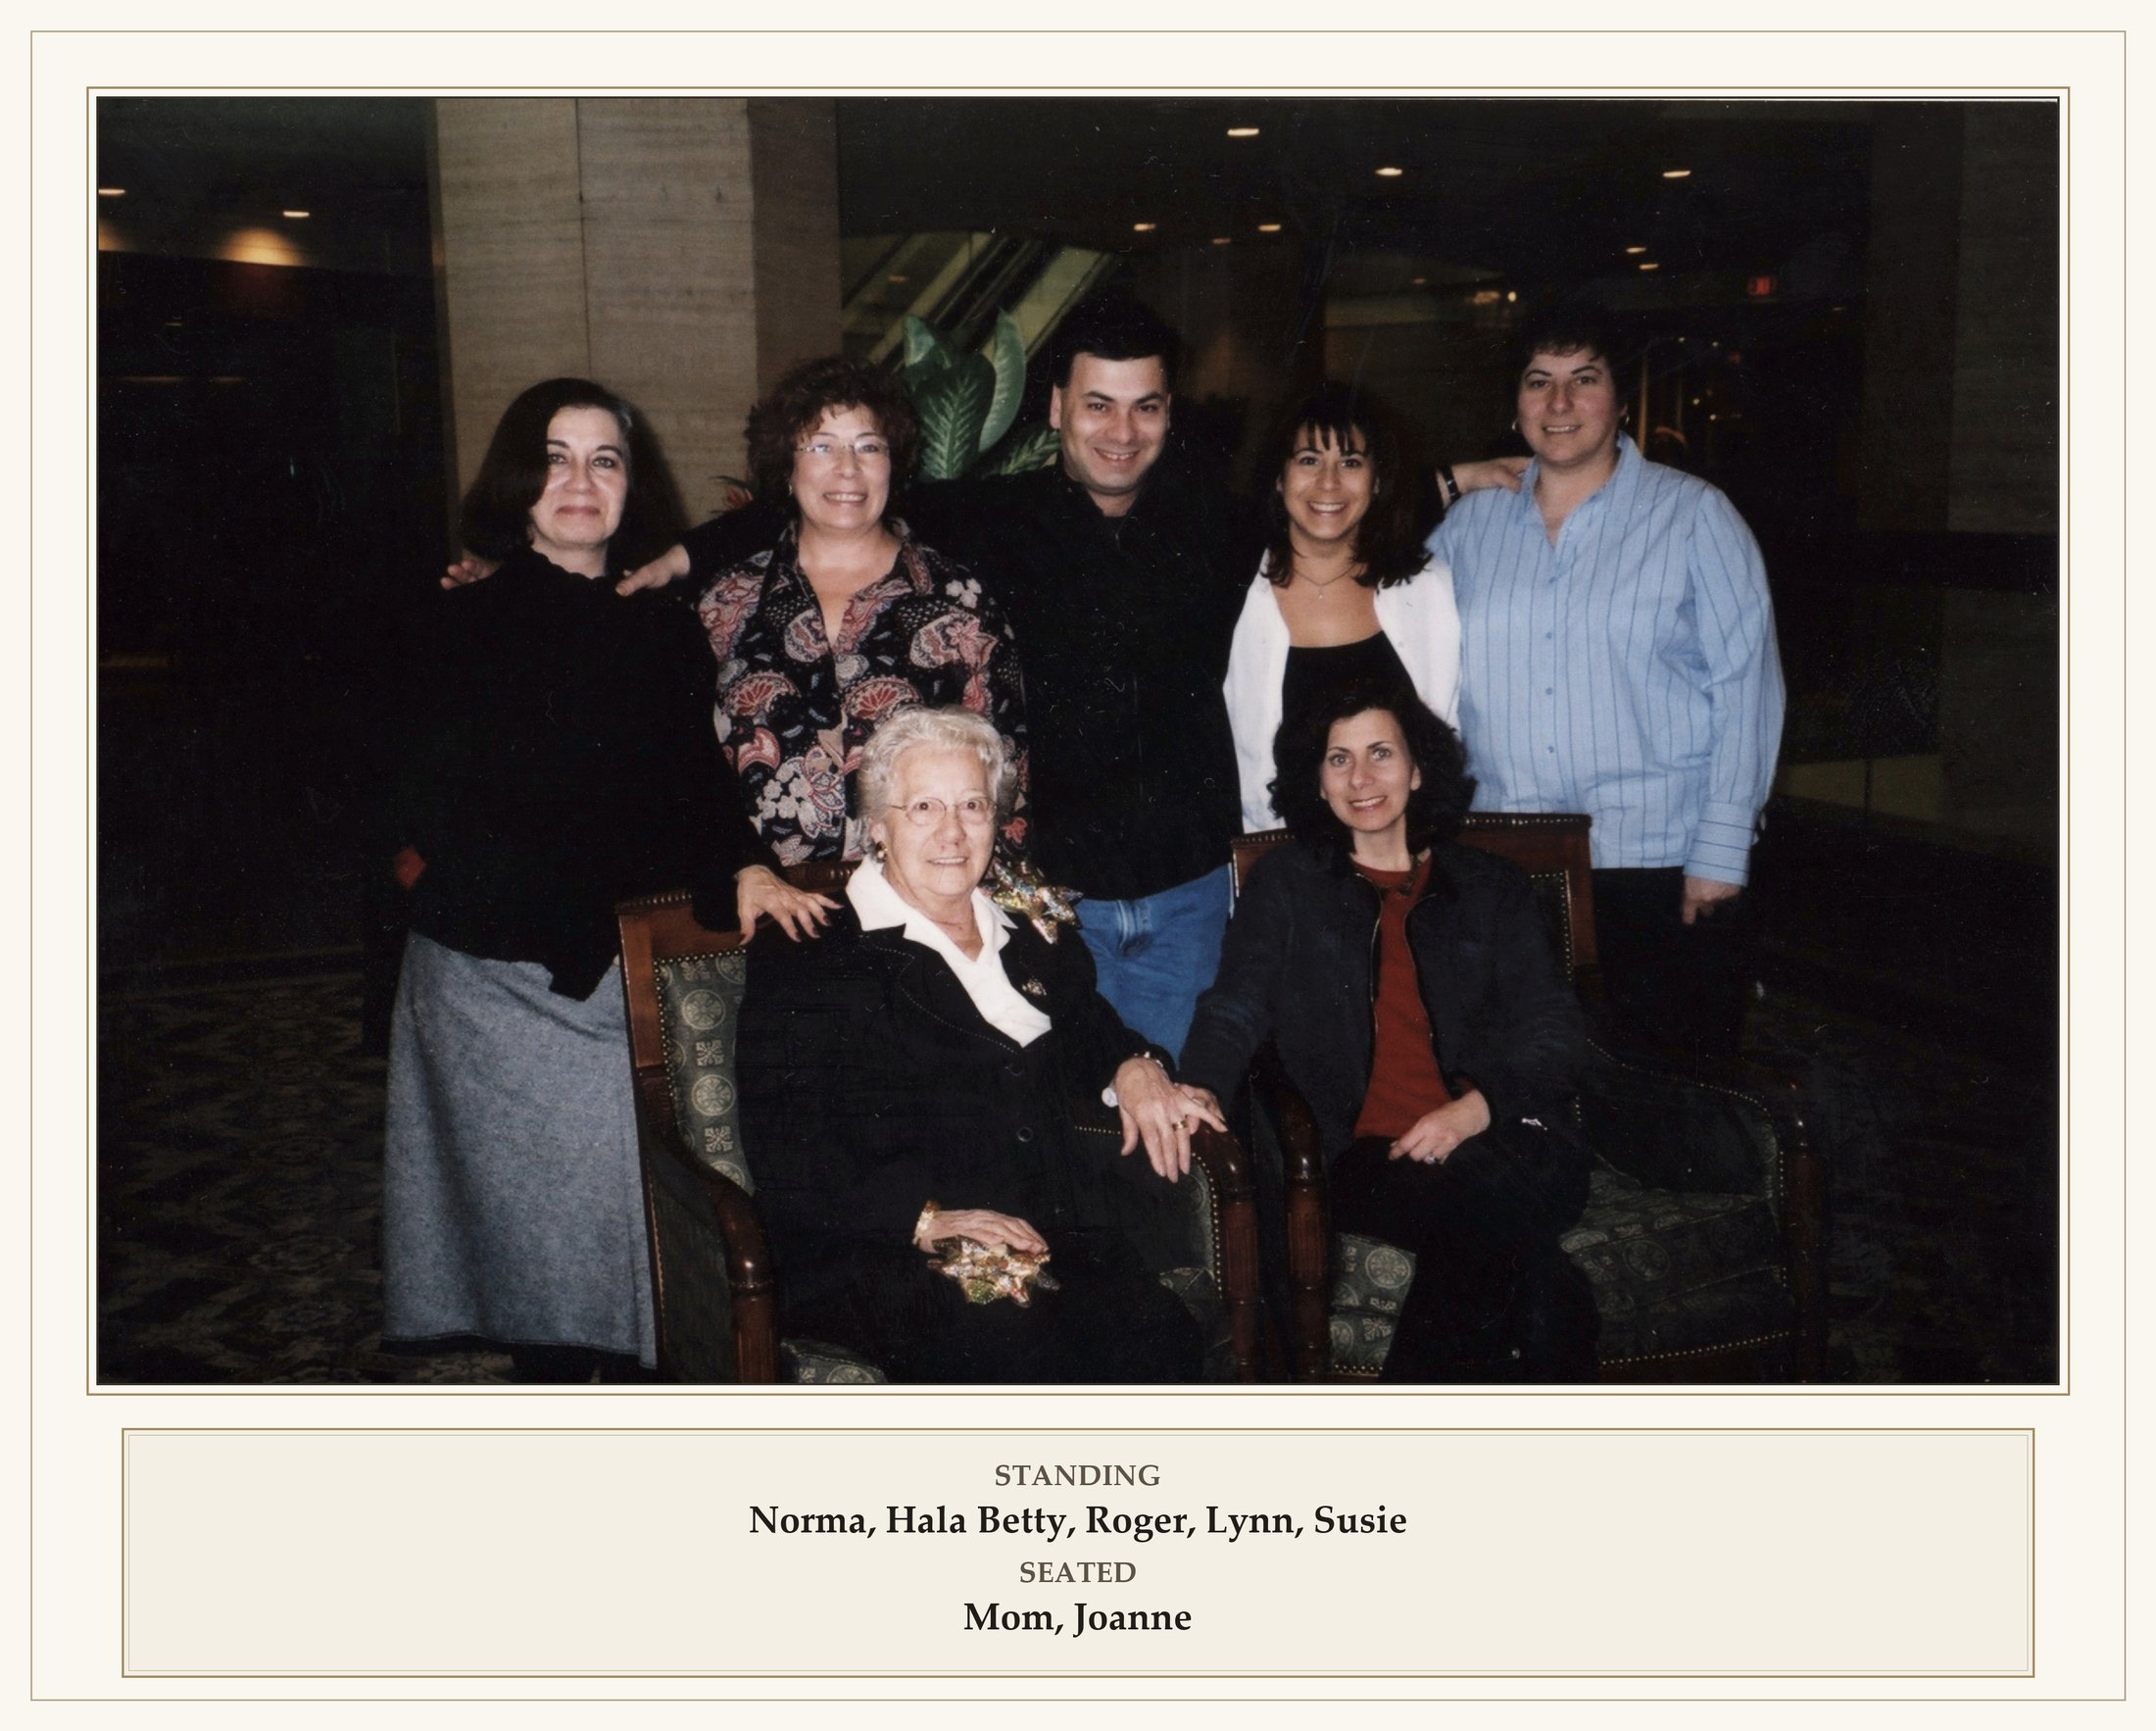 STANDING
Norma, Hala Betty, Roger, Lynn, Susie
SEATED
Mom, Joanne